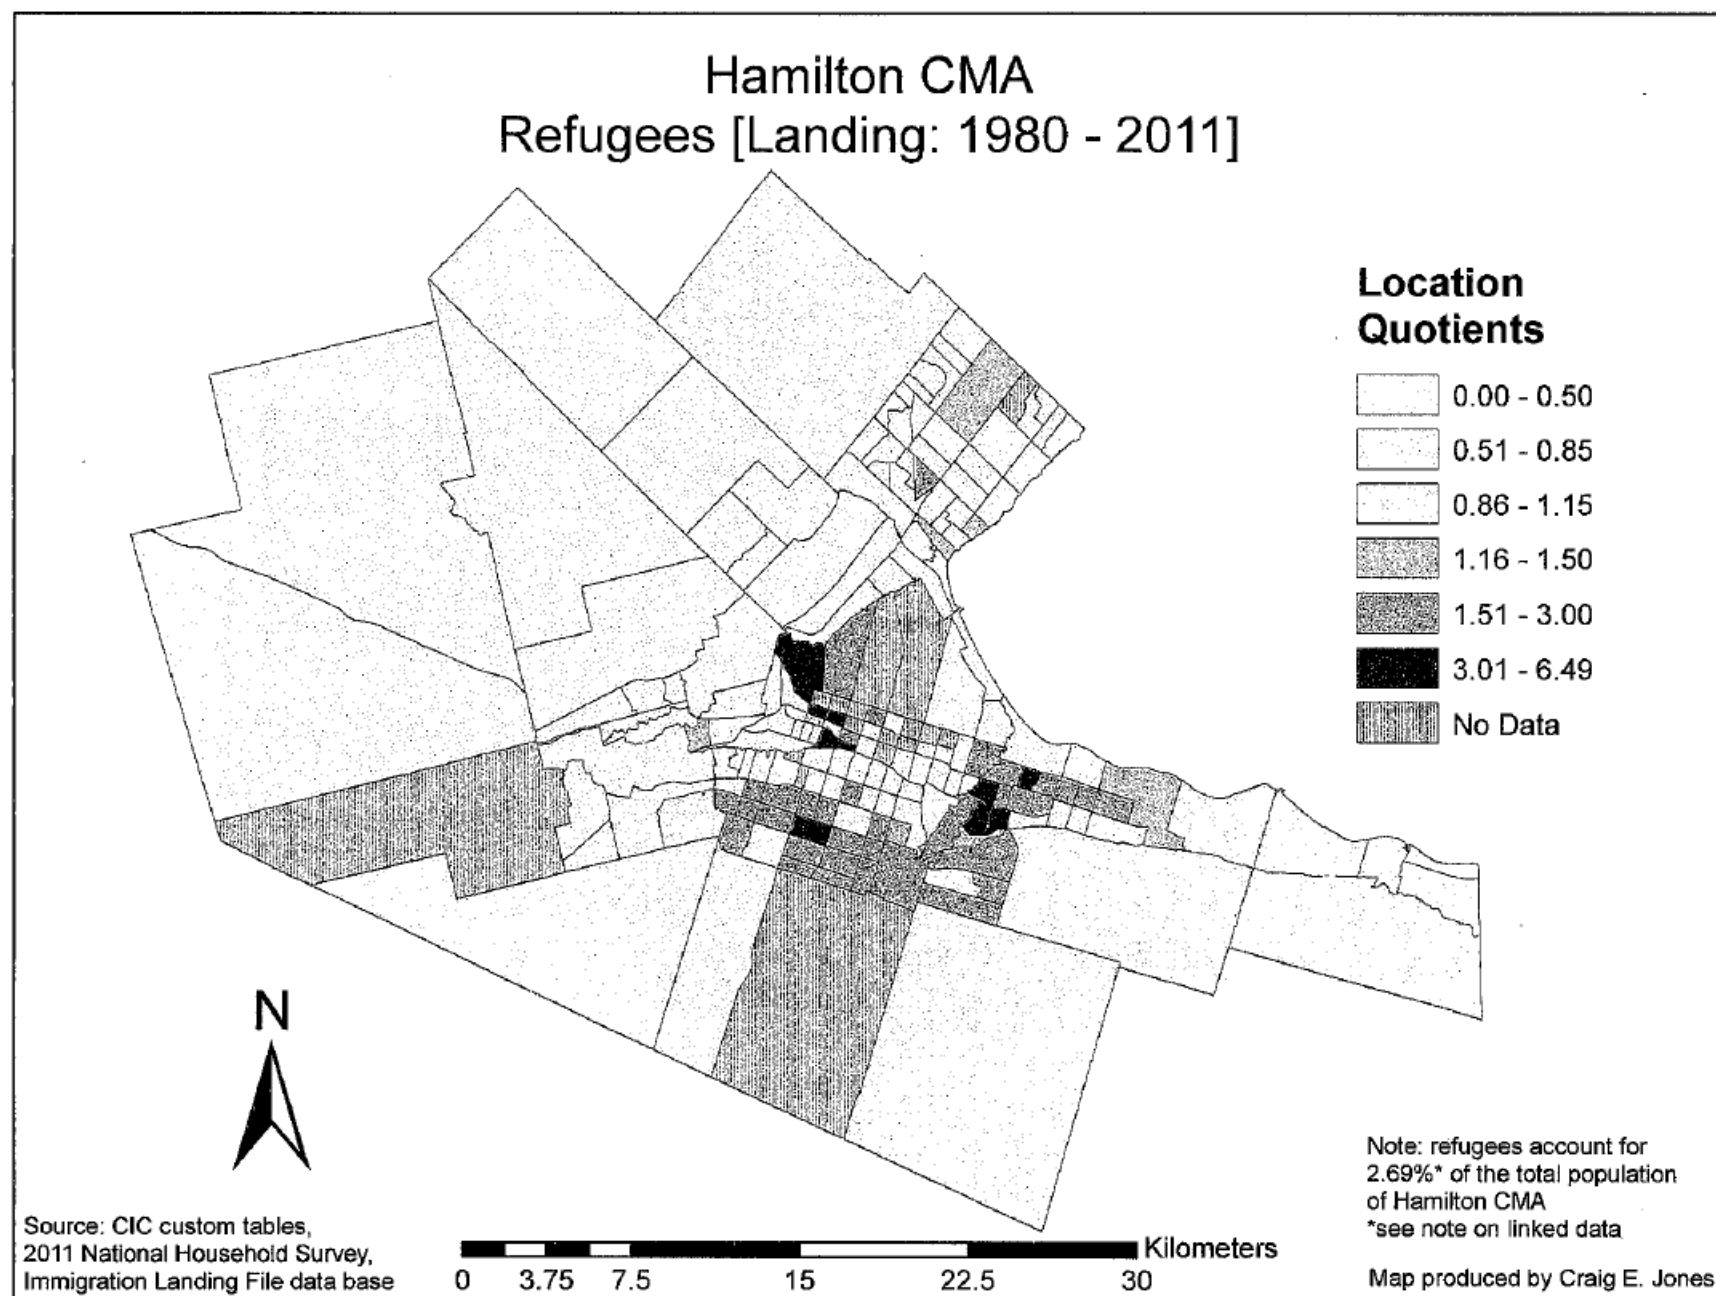 Hamilton CMA
Refugees [Landing: 1980 - 2011]
Location
Quotients
0.00 - 0.50
0.51 - 0.85
0.86 - 1.15
1.16 - 1.50
1.51 - 3.00
3.01 - 6.49
No Data
N
Note: refugees account for
2.69%* of the total population
of Hamilton CMA
*see note on linked data
Map produced by Craig E. Jones
Source: CIC custom tables,
2011 National Household Survey,
Immigration Landing File data base
Kilometers
0 3.75 7.5 15 22.5 30